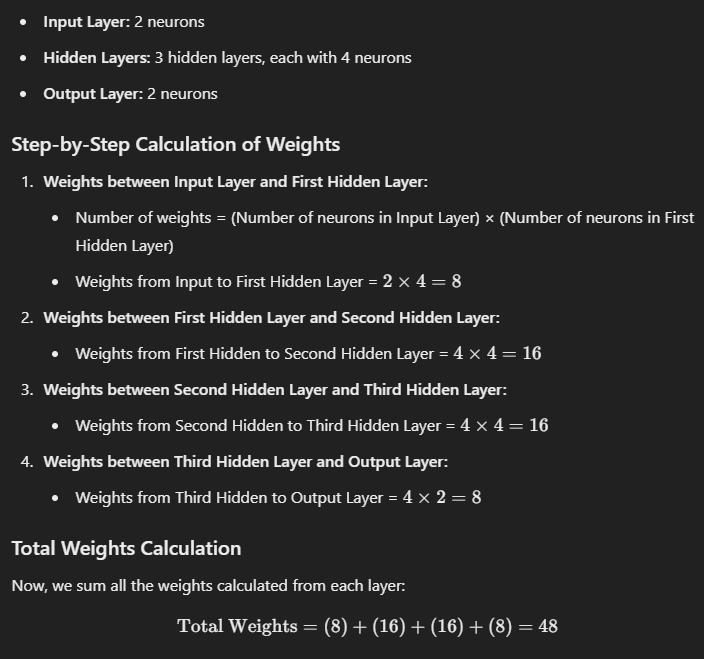 • Input Layer: 2 neurons
• Hidden Layers: 3 hidden layers, each with 4 neurons
• Output Layer: 2 neurons
Step-by-Step Calculation of Weights
1. Weights between Input Layer and First Hidden Layer:
• Number of weights = (Number of neurons in Input Layer) × (Number of neurons in First
Hidden Layer)
• Weights from Input to First Hidden Layer = 2 × 4 = 8
2. Weights between First Hidden Layer and Second Hidden Layer:
• Weights from First Hidden to Second Hidden Layer = 4 × 4 = 16
3. Weights between Second Hidden Layer and Third Hidden Layer:
• Weights from Second Hidden to Third Hidden Layer = 4 × 4 = 16
4. Weights between Third Hidden Layer and Output Layer:
• Weights from Third Hidden to Output Layer = 4 × 2 = 8
Total Weights Calculation
Now, we sum all the weights calculated from each layer:
Total Weights = (8) + (16) + (16) + (8) = 48